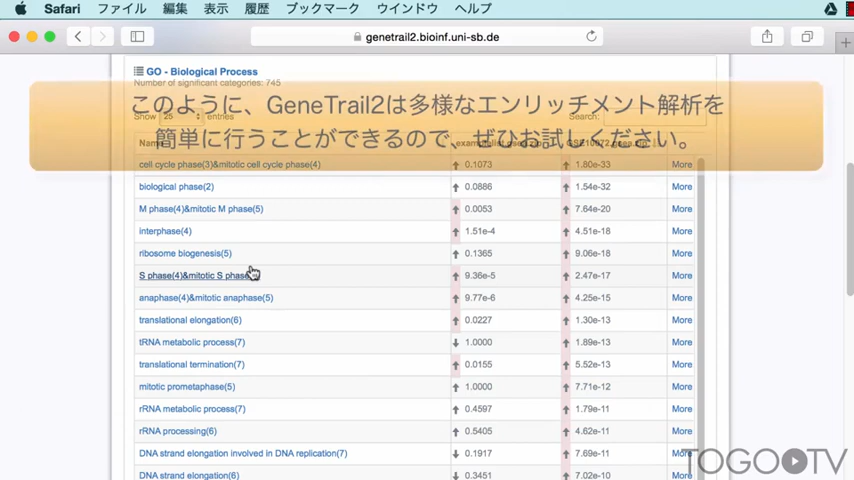 Safari ファイル 編集 表示 履歴 ブックマーク ウインドウ ヘルプ
genetrail2.bioinf.uni-sb.de
GO - Biological Process
Number of significant categories: 745
このように、GeneTrail2は多様なエンリッチメント解析を
Show 25 entries Search:
簡単に行うことができるので、ぜひお試しください。
Name GSE10072.gsea.zip
cell cycle phase(3)&mitotic cell cycle phase(4) 0.1073 1.80e-33 More
biological phase(2) 0.0886 1.54e-32 More
M phase(4)&mitotic M phase(5) 0.0053 7.64e-20 More
interphase(4) 1.51e-4 4.51e-18 More
ribosome biogenesis(5) 0.1365 9.06e-18 More
S phase(4)&mitotic S phase 9.36e-5 2.47e-17 More
anaphase(4)&mitotic anaphase(5) 9.77e-6 4.25e-15 More
translational elongation(6) 0.0227 1.30e-13 More
tRNA metabolic process(7) 1.0000 1.89e-13 More
translational termination(7) 0.0155 5.52e-13 More
mitotic prometaphase(5) 1.0000 7.71e-12 More
rRNA metabolic process(7) 0.4597 1.79e-11 More
rRNA processing(6) 0.5405 4.62e-11 More
DNA strand elongation involved in DNA replication(7) 0.1917 7.69e-11 More
DNA strand elongation(6) 0.3451 7.02e-10 More
TOGO TV